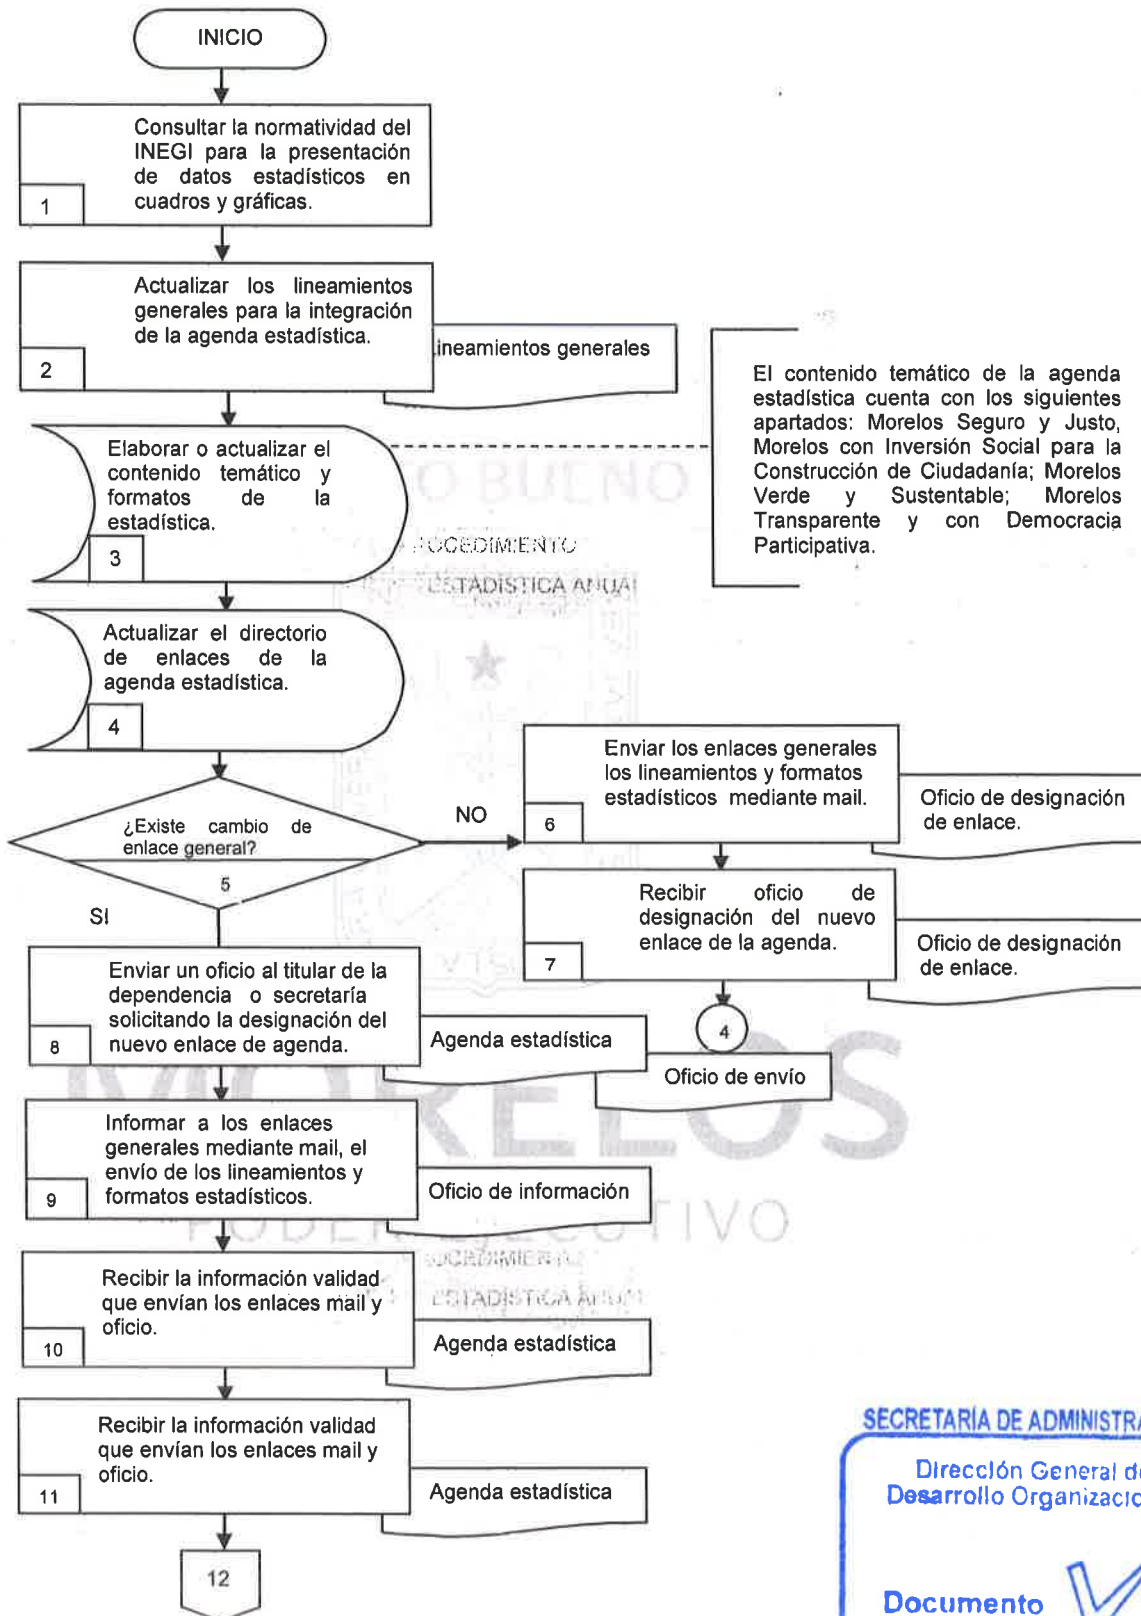 INICIO
Consultar la normatividad del
INEGI para la presentación
de datos estadísticos en
cuadros y gráficas.
1
Actualizar los lineamientos
generales para la integración
de la agenda estadística.
2
ineamientos generales
El contenido temático de la agenda
estadística cuenta con los siguientes
apartados: Morelos Seguro y Justo,
Morelos con Inversión Social para la
Construcción de Ciudadanía; Morelos
Verde y Sustentable; Morelos
Transparente y con Democracia
Participativa.
Elaborar o actualizar el
contenido temático y
formatos de la
estadística.
3
O BUENO
ESTADISTICA ANUAL
Actualizar el directorio
de enlaces de la
agenda estadística.
4
¿Existe cambio de
enlace general?
5
NO
SI
Enviar los enlaces generales
los lineamientos y formatos
estadísticos mediante mail.
6
Oficio de designación
de enlace.
Recibir oficio de
designación del nuevo
enlace de la agenda.
7
Oficio de designación
de enlace.
4
Oficio de envío
Enviar un oficio al titular de la
dependencia o secretaría
solicitando la designación del
nuevo enlace de agenda.
8
Agenda estadística
MORELOS
PODER EJECUTIVO
Informar a los enlaces
generales mediante mail, el
envío de los lineamientos y
formatos estadísticos.
9
Oficio de información
Recibir la información validad
que envían los enlaces mail y
oficio.
10
Agenda estadística
Recibir la información validad
que envían los enlaces mail y
oficio.
11
Agenda estadística
12
SECRETARÍA DE ADMINISTRA
Dirección General de
Desarrollo Organizacio
Documento